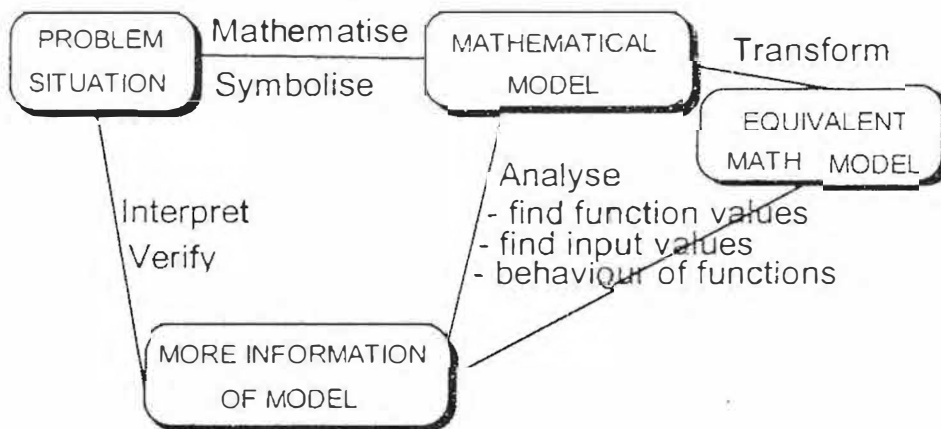 PROBLEM
SITUATION
Mathematise
Symbolise
MATHEMATICAL
MODEL
Transform
EQUIVALENT
MATH MODEL
Interpret
Verify
Analyse
- find function values
- find input values
- behaviour of functions
MORE INFORMATION
OF MODEL